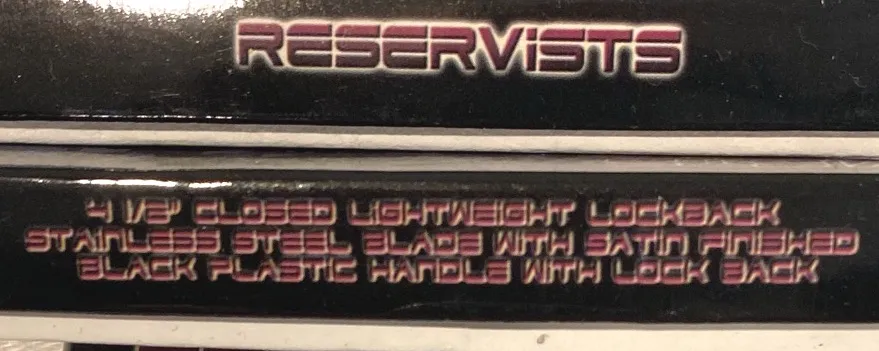 RESERVISTS
4 1/2" CLOSED LIGHTWEIGHT LOCKBACK
STAINLESS STEEL BLADE WITH SATIN FINISHED
BLACK PLASTIC HANDLE WITH LOCK BACK